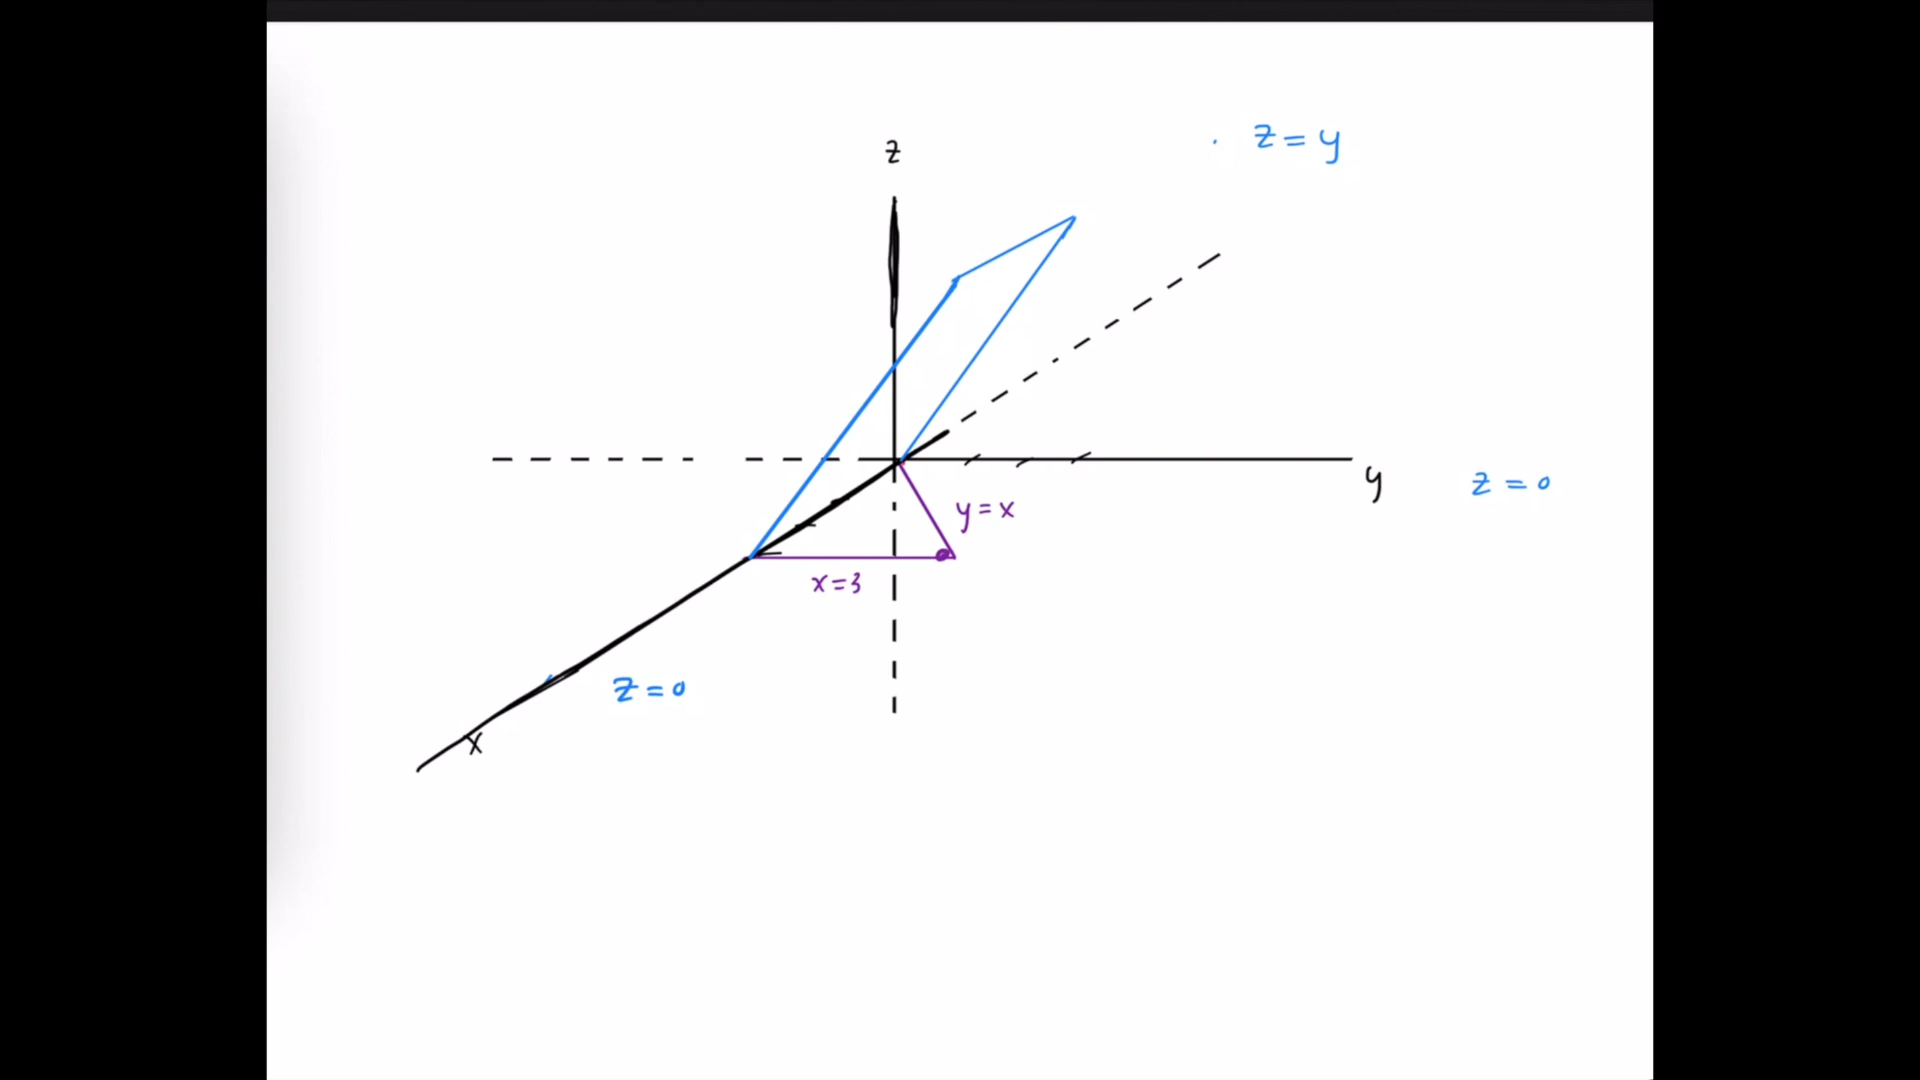 z = y
z
y
z = 0
y = x
x = 3
z = 0
x